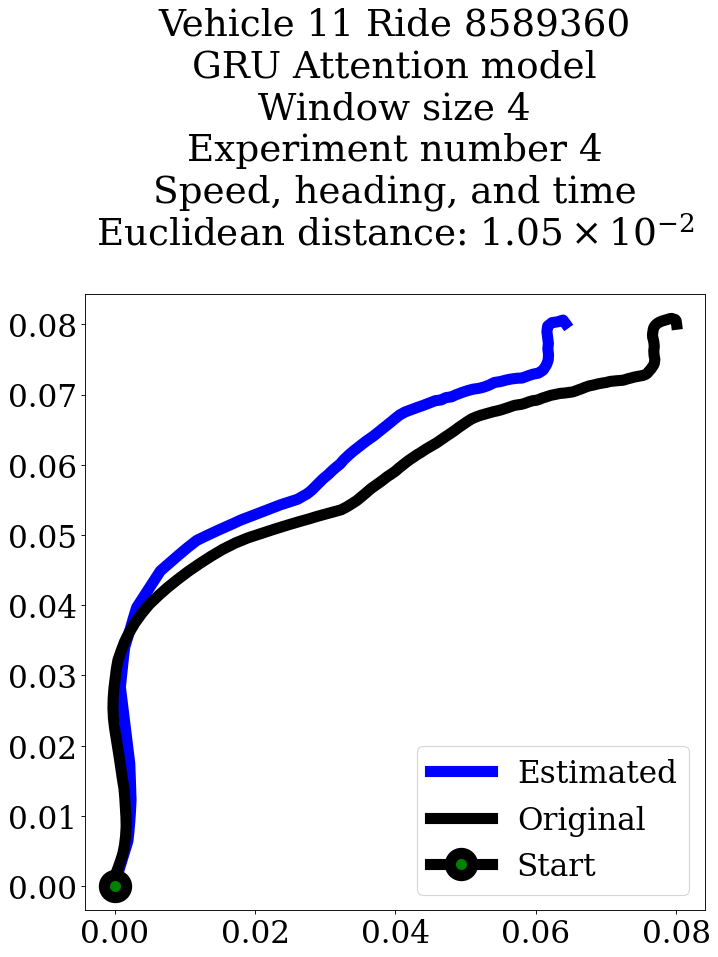 Vehicle 11 Ride 8589360
GRU Attention model
Window size 4
Experiment number 4
Speed, heading, and time
Euclidean distance: 1.05 × 10⁻²
0.08
0.07
0.06
0.05
0.04
0.03
0.02
0.01
0.00
Estimated
Original
Start
0.00 0.02 0.04 0.06 0.08